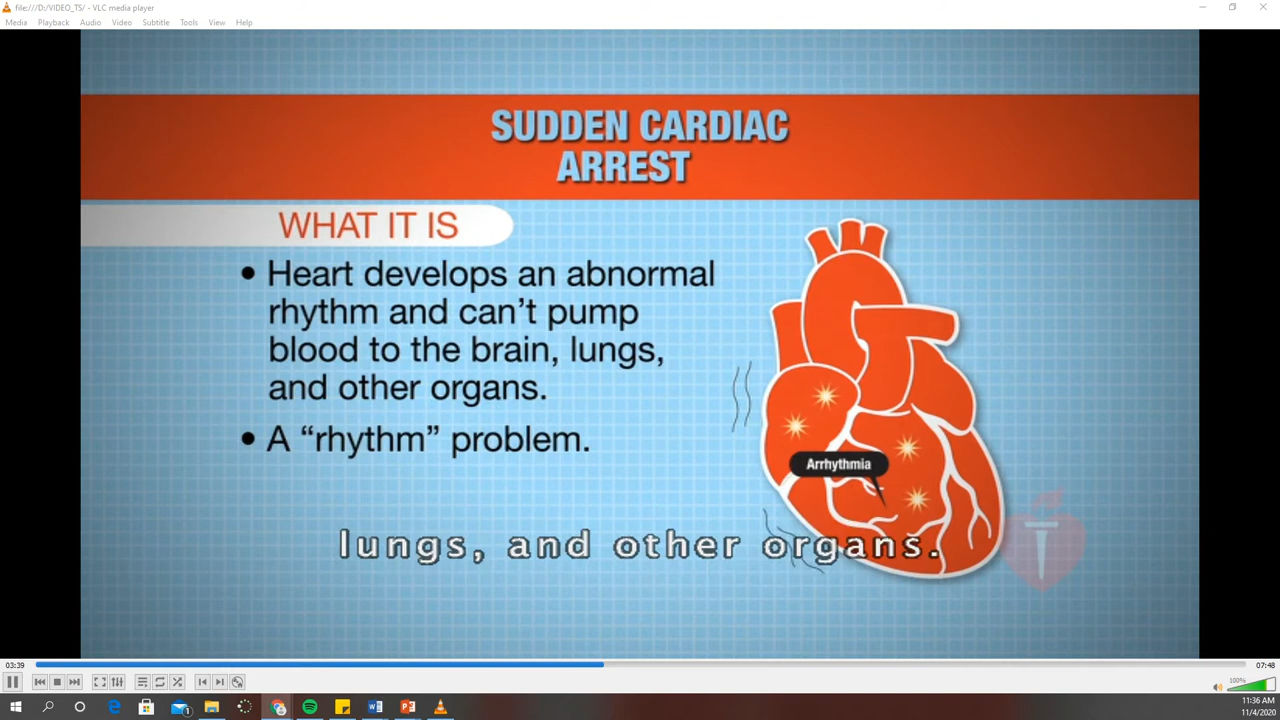 file:///D:/VIDEO_TS/ - VLC media player
Media Playback Audio Video Subtitle Tools View Help
SUDDEN CARDIAC
ARREST
WHAT IT IS
• Heart develops an abnormal
rhythm and can’t pump
blood to the brain, lungs,
and other organs.
• A “rhythm” problem.
Arrhythmia
lungs, and other organs.
03:39
07:48
100%
11:36 AM
11/4/2020